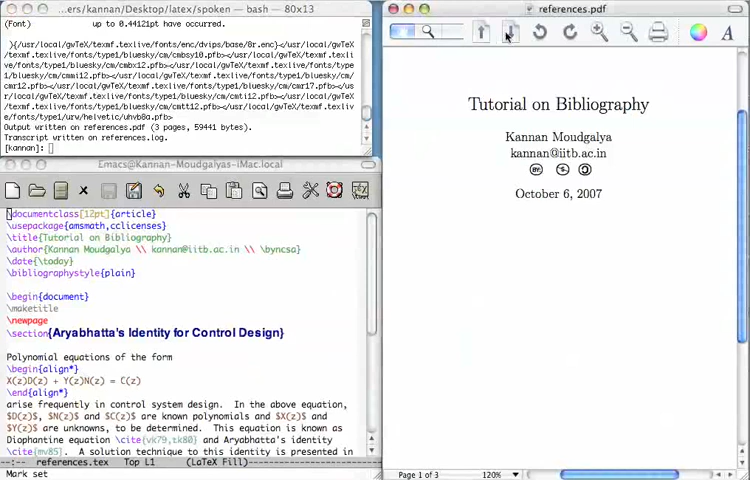 ...ers/kannan/Desktop/latex/spoken — bash — 80x13
(Font) up to 0.44121pt have occurred.
){/usr/local/gwTeX/texmf.texlive/fonts/enc/dvips/base/8r.enc}</usr/local/gwTeX/
texmf.texlive/fonts/type1/bluesky/cm/cmbsy10.pfb></usr/local/gwTeX/texmf.texliv
e/fonts/type1/bluesky/cm/cmbx12.pfb></usr/local/gwTeX/texmf.texlive/fonts/type1
/bluesky/cm/cmmi12.pfb></usr/local/gwTeX/texmf.texlive/fonts/type1/bluesky/cm/
cmr12.pfb></usr/local/gwTeX/texmf.texlive/fonts/type1/bluesky/cm/cmr17.pfb></us
r/local/gwTeX/texmf.texlive/fonts/type1/bluesky/cm/cmsy10.pfb></usr/local/gwTeX
/texmf.texlive/fonts/type1/bluesky/cm/cmtt12.pfb></usr/local/gwTeX/texmf.texliv
e/fonts/type1/urw/helvetic/uhvb8a.pfb>
Output written on references.pdf (3 pages, 59441 bytes).
Transcript written on references.log.
[kannan]:
Emacs@Kannan-Moudgalyas-iMac.local
\documentclass[12pt]{article}
\usepackage{amsmath,cclicenses}
\title{Tutorial on Bibliography}
\author{Kannan Moudgalya \\ kannan@iitb.ac.in \\ \byncsa}
\date{\today}
\bibliographystyle{plain}
\begin{document}
\maketitle
\newpage
\section{Aryabhatta's Identity for Control Design}
Polynomial equations of the form
\begin{align*}
X(z)D(z) + Y(z)N(z) = C(z)
\end{align*}
arise frequently in control system design.  In the above equation,
$D(z)$, $N(z)$ and $C(z)$ are known polynomials and $X(z)$ and
$Y(z)$ are unknowns, to be determined.  This equation is known as
Diophantine equation \cite{vk79,tk80} and Aryabhatta's identity
\cite{mv85}.  A solution technique to this identity is presented in
--:-- references.tex Top L1 (LaTeX Fill)
Mark set
references.pdf
A
Tutorial on Bibliography
Kannan Moudgalya
kannan@iitb.ac.in
BY:
October 6, 2007
Page 1 of 3 120%